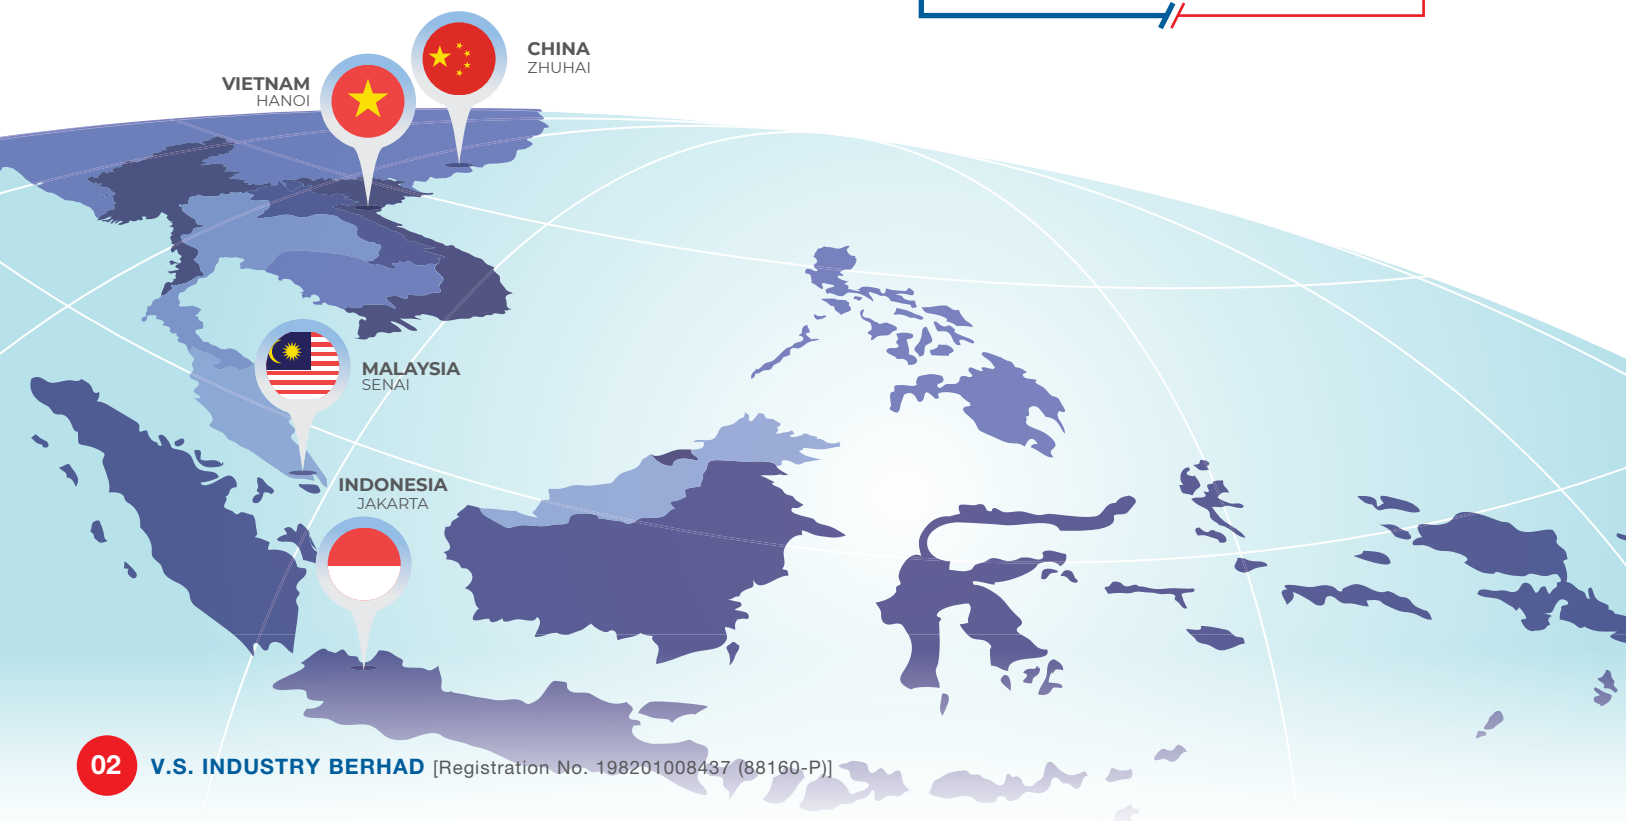 CHINA
ZHUHAI
VIETNAM
HANOI
MALAYSIA
SENAI
INDONESIA
JAKARTA
02 V.S. INDUSTRY BERHAD [Registration No. 198201008437 (88160-P)]